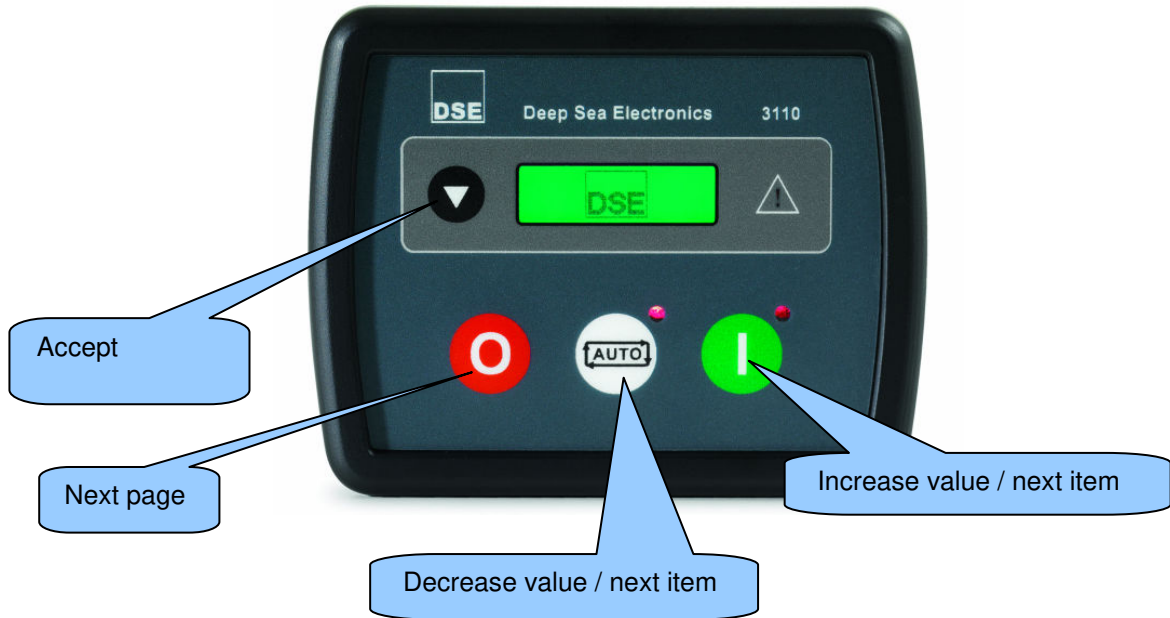 DSE Deep Sea Electronics 3110
DSE
!
Accept
O AUTO I
Next page
Increase value / next item
Decrease value / next item